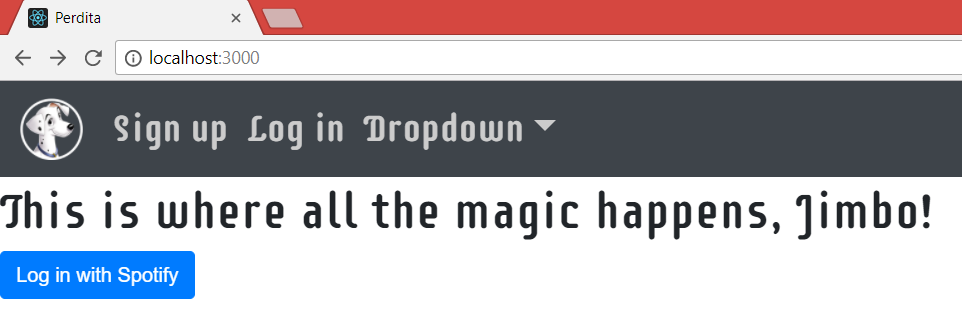 Perdita
localhost:3000
Sign up Log in Dropdown
This is where all the magic happens, Jimbo!
Log in with Spotify